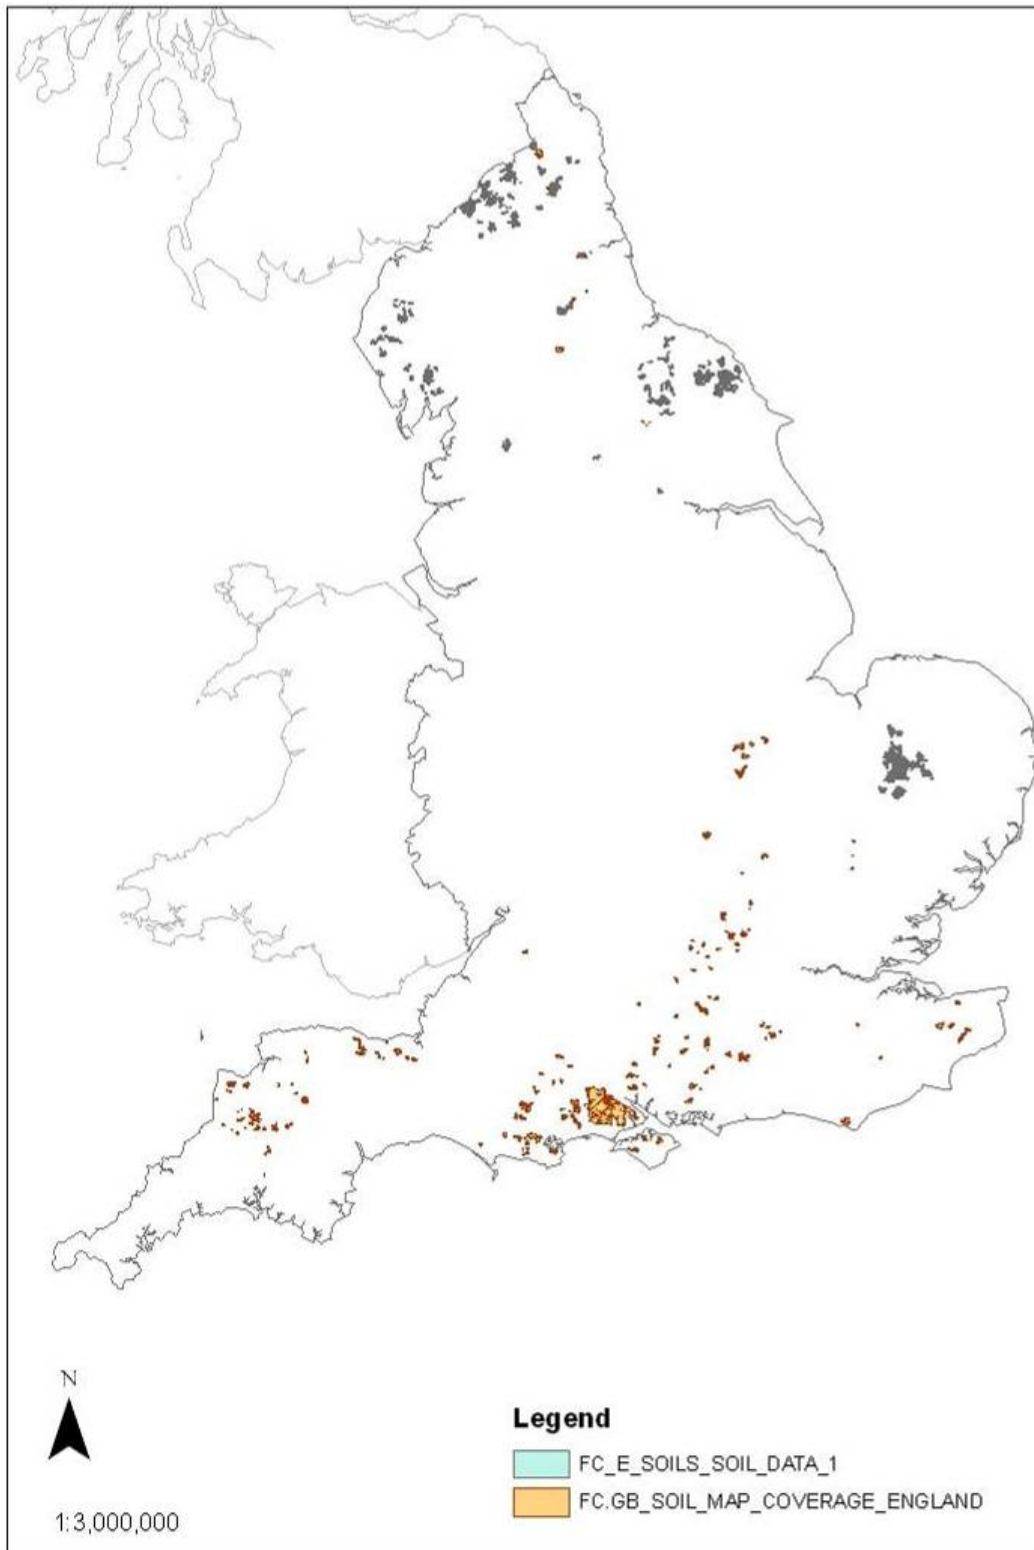 N
1:3,000,000
Legend
FC_E_SOILS_SOIL_DATA_1
FC.GB_SOIL_MAP_COVERAGE_ENGLAND